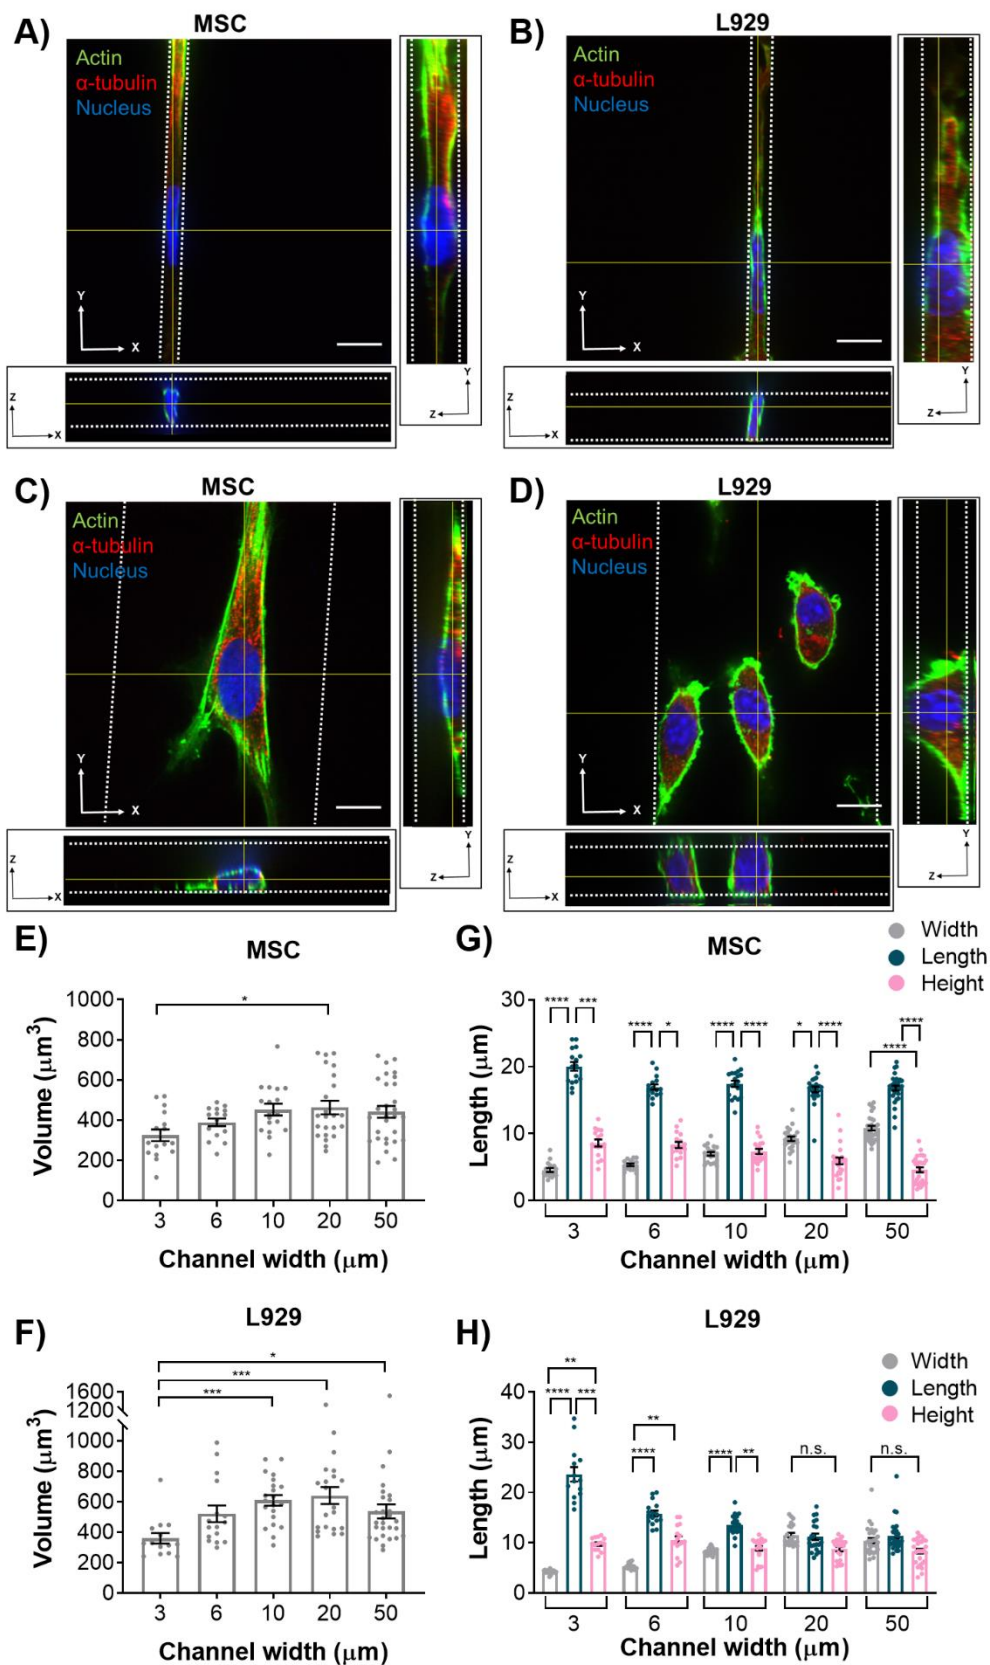 A)
MSC
Actin
α-tubulin
Nucleus
Y
X
Y
Z
Z
X
B)
L929
Actin
α-tubulin
Nucleus
Y
X
Y
Z
Z
X
C)
MSC
Actin
α-tubulin
Nucleus
Y
X
Y
Z
Z
X
D)
L929
Actin
α-tubulin
Nucleus
Y
X
Y
Z
Z
X
E)
MSC
*
Volume (μm³)
1000
800
600
400
200
0
3 6 10 20 50
Channel width (μm)
G)
MSC
Width
Length
Height
**** ***
**** *
**** ****
* ****
****
****
Length (μm)
30
20
10
0
3 6 10 20 50
Channel width (μm)
F)
L929
*
***
***
Volume (μm³)
1600
1200
1000
800
600
400
200
0
3 6 10 20 50
Channel width (μm)
H)
L929
Width
Length
Height
**
**** ***
**
****
**** **
n.s.
n.s.
Length (μm)
40
30
20
10
0
3 6 10 20 50
Channel width (μm)